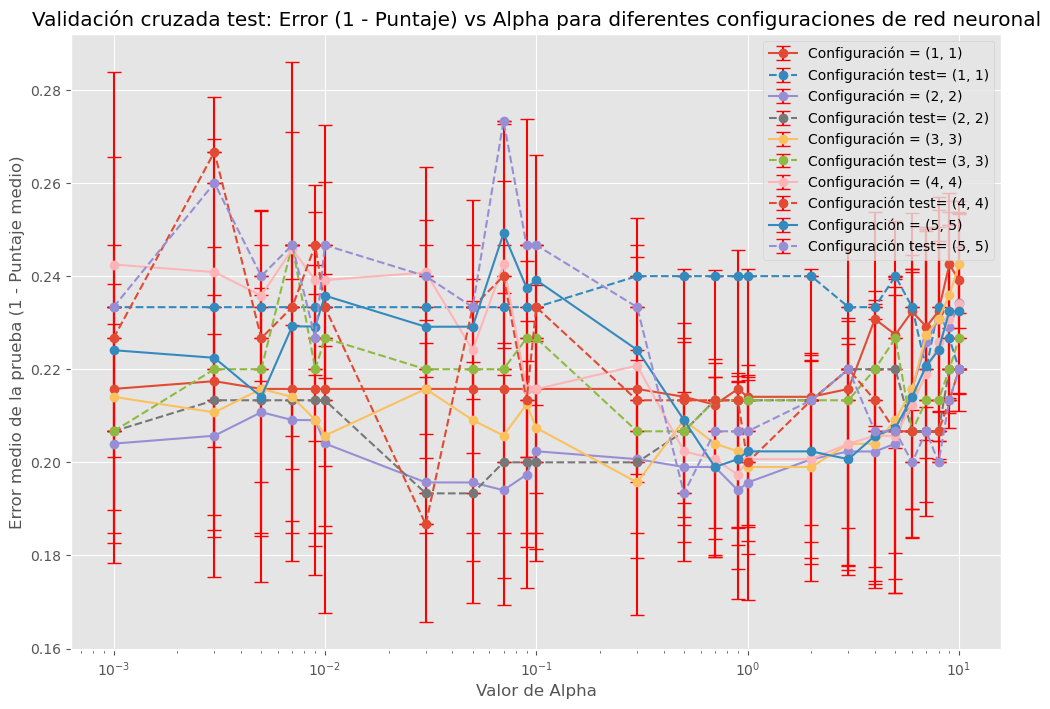 Validación cruzada test: Error (1 - Puntaje) vs Alpha para diferentes configuraciones de red neuronal
Error medio de la prueba (1 - Puntaje medio)
0.28
0.26
0.24
0.22
0.20
0.18
0.16
Configuración = (1, 1)
Configuración test= (1, 1)
Configuración = (2, 2)
Configuración test= (2, 2)
Configuración = (3, 3)
Configuración test= (3, 3)
Configuración = (4, 4)
Configuración test= (4, 4)
Configuración = (5, 5)
Configuración test= (5, 5)
10⁻³ 10⁻² 10⁻¹ 10⁰ 10¹
Valor de Alpha